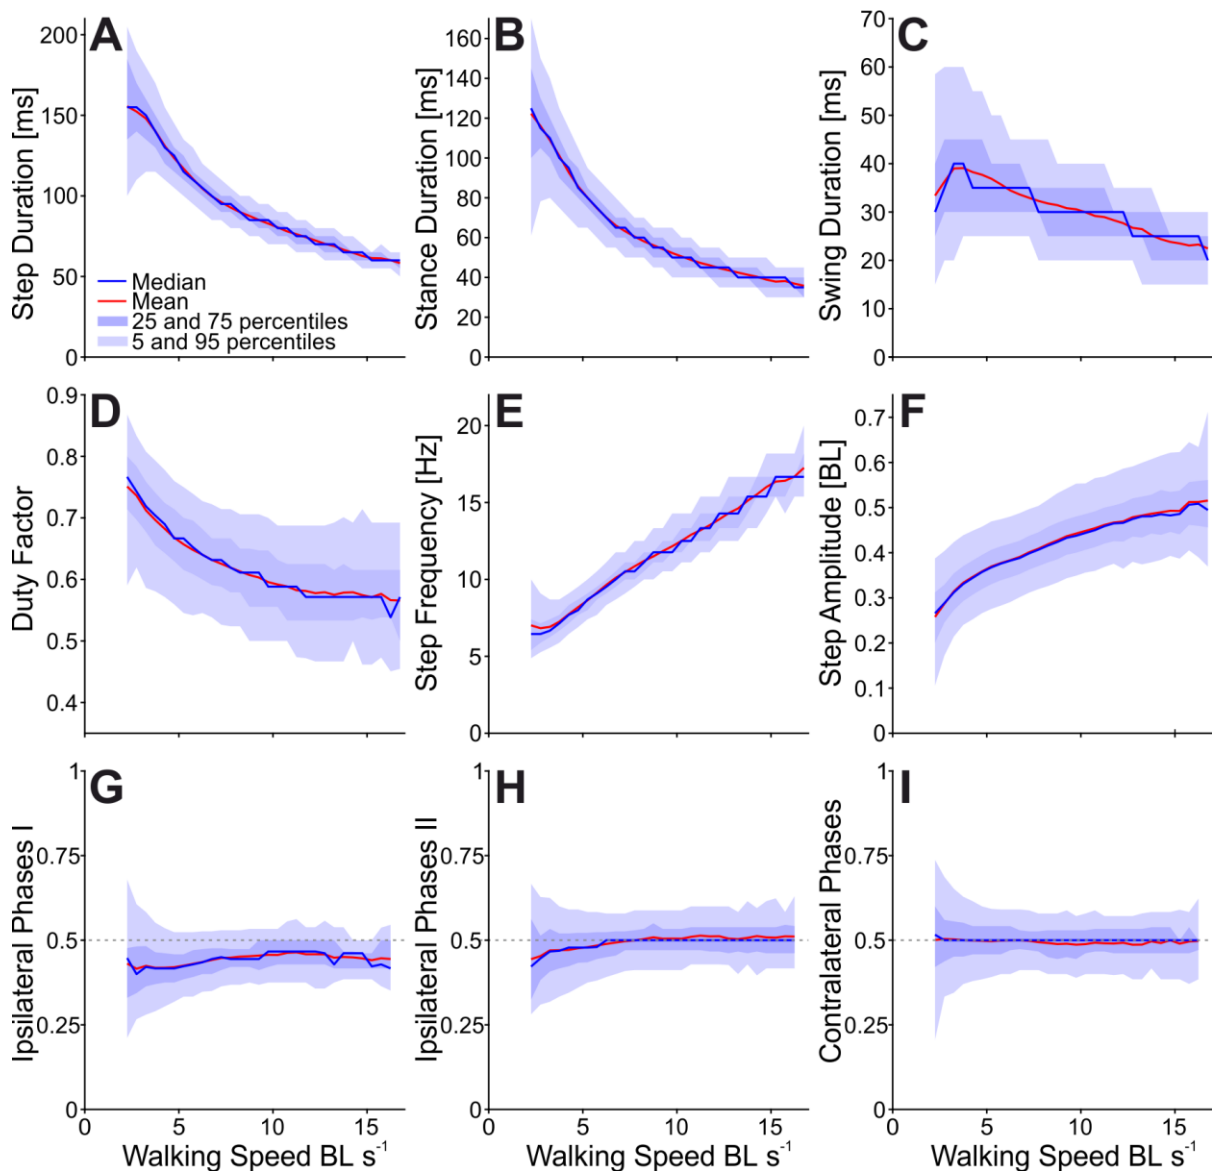 A
Step Duration [ms]
200
150
100
50
0
Median
Mean
25 and 75 percentiles
5 and 95 percentiles
B
Stance Duration [ms]
160
140
120
100
80
60
40
20
0
C
Swing Duration [ms]
70
60
50
40
30
20
10
0
D
Duty Factor
0.9
0.8
0.7
0.6
0.5
0.4
E
Step Frequency [Hz]
20
15
10
5
0
F
Step Amplitude [BL]
0.7
0.6
0.5
0.4
0.3
0.2
0.1
0
G
Ipsilateral Phases I
1
0.75
0.5
0.25
0
0 5 10 15
Walking Speed BL s⁻¹
H
Ipsilateral Phases II
1
0.75
0.5
0.25
0
0 5 10 15
Walking Speed BL s⁻¹
I
Contralateral Phases
1
0.75
0.5
0.25
0
0 5 10 15
Walking Speed BL s⁻¹